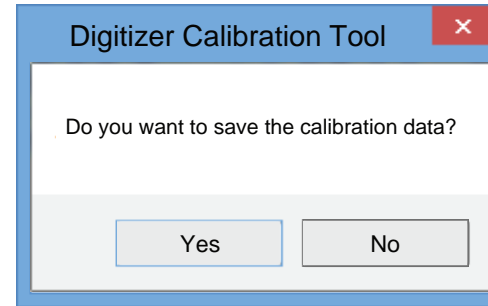 Digitizer Calibration Tool
Do you want to save the calibration data?
Yes
No